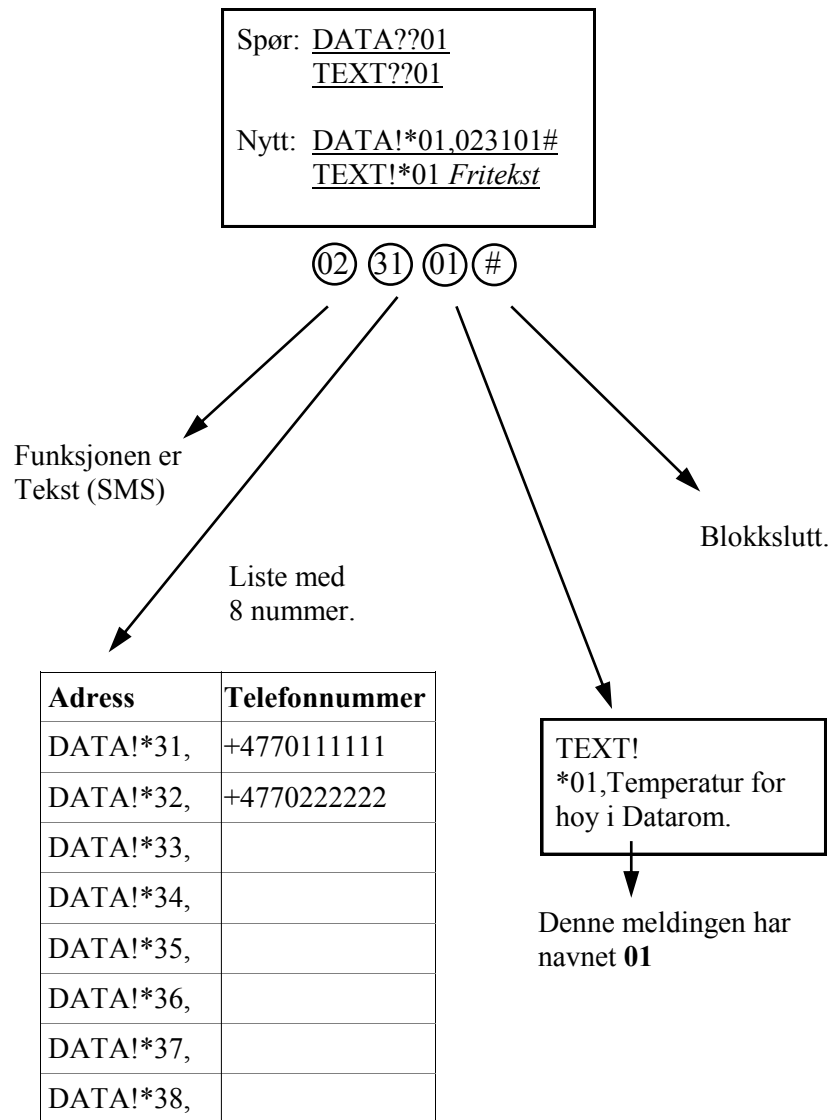 Spør: DATA??01
TEXT??01
Nytt: DATA!*01,023101#
TEXT!*01 Fritekst
02 31 01 #
Funksjonen er
Tekst (SMS)
Blokkslutt.
Liste med
8 nummer.
Adress Telefonnummer
DATA!*31, +4770111111
DATA!*32, +4770222222
DATA!*33,
DATA!*34,
DATA!*35,
DATA!*36,
DATA!*37,
DATA!*38,
TEXT!
*01,Temperatur for
hoy i Datarom.
Denne meldingen har
navnet 01